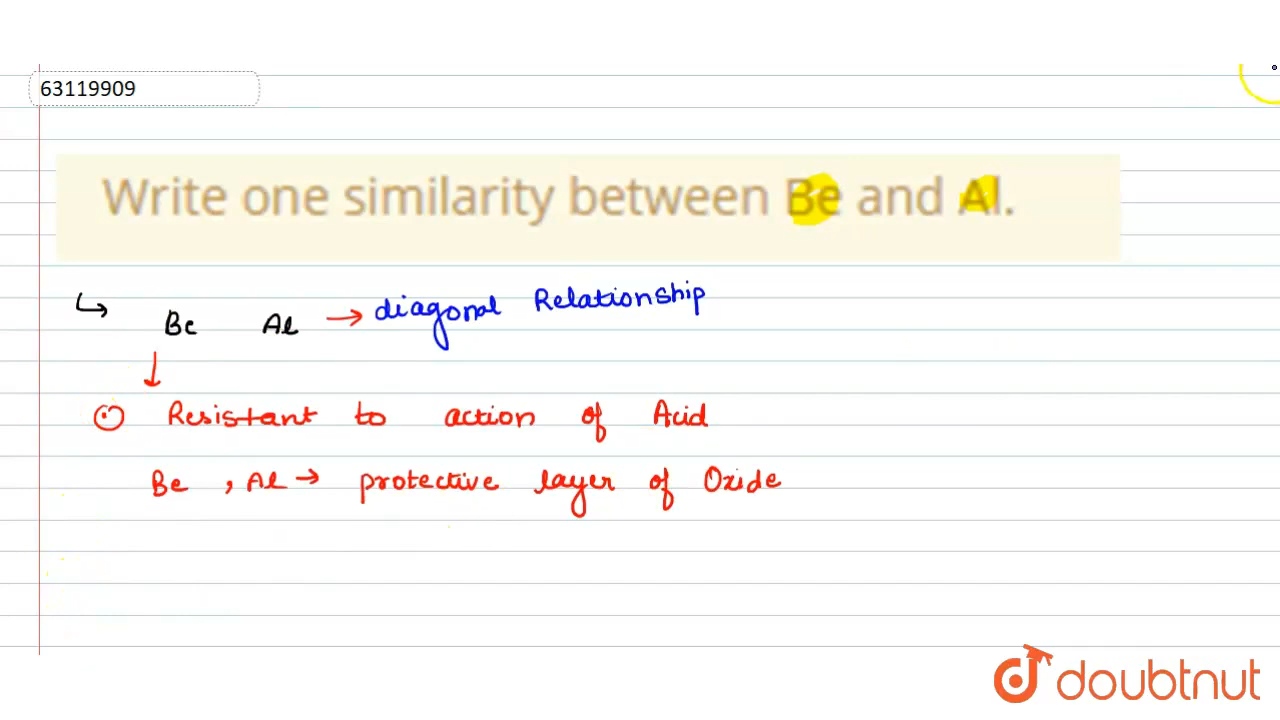 63119909
Write one similarity between Be and Al.
↳ Be Al → diagonal Relationship
↓
⊙ Resistant to action of Acid
Be , Al → protective layer of Oxide
doubtnut